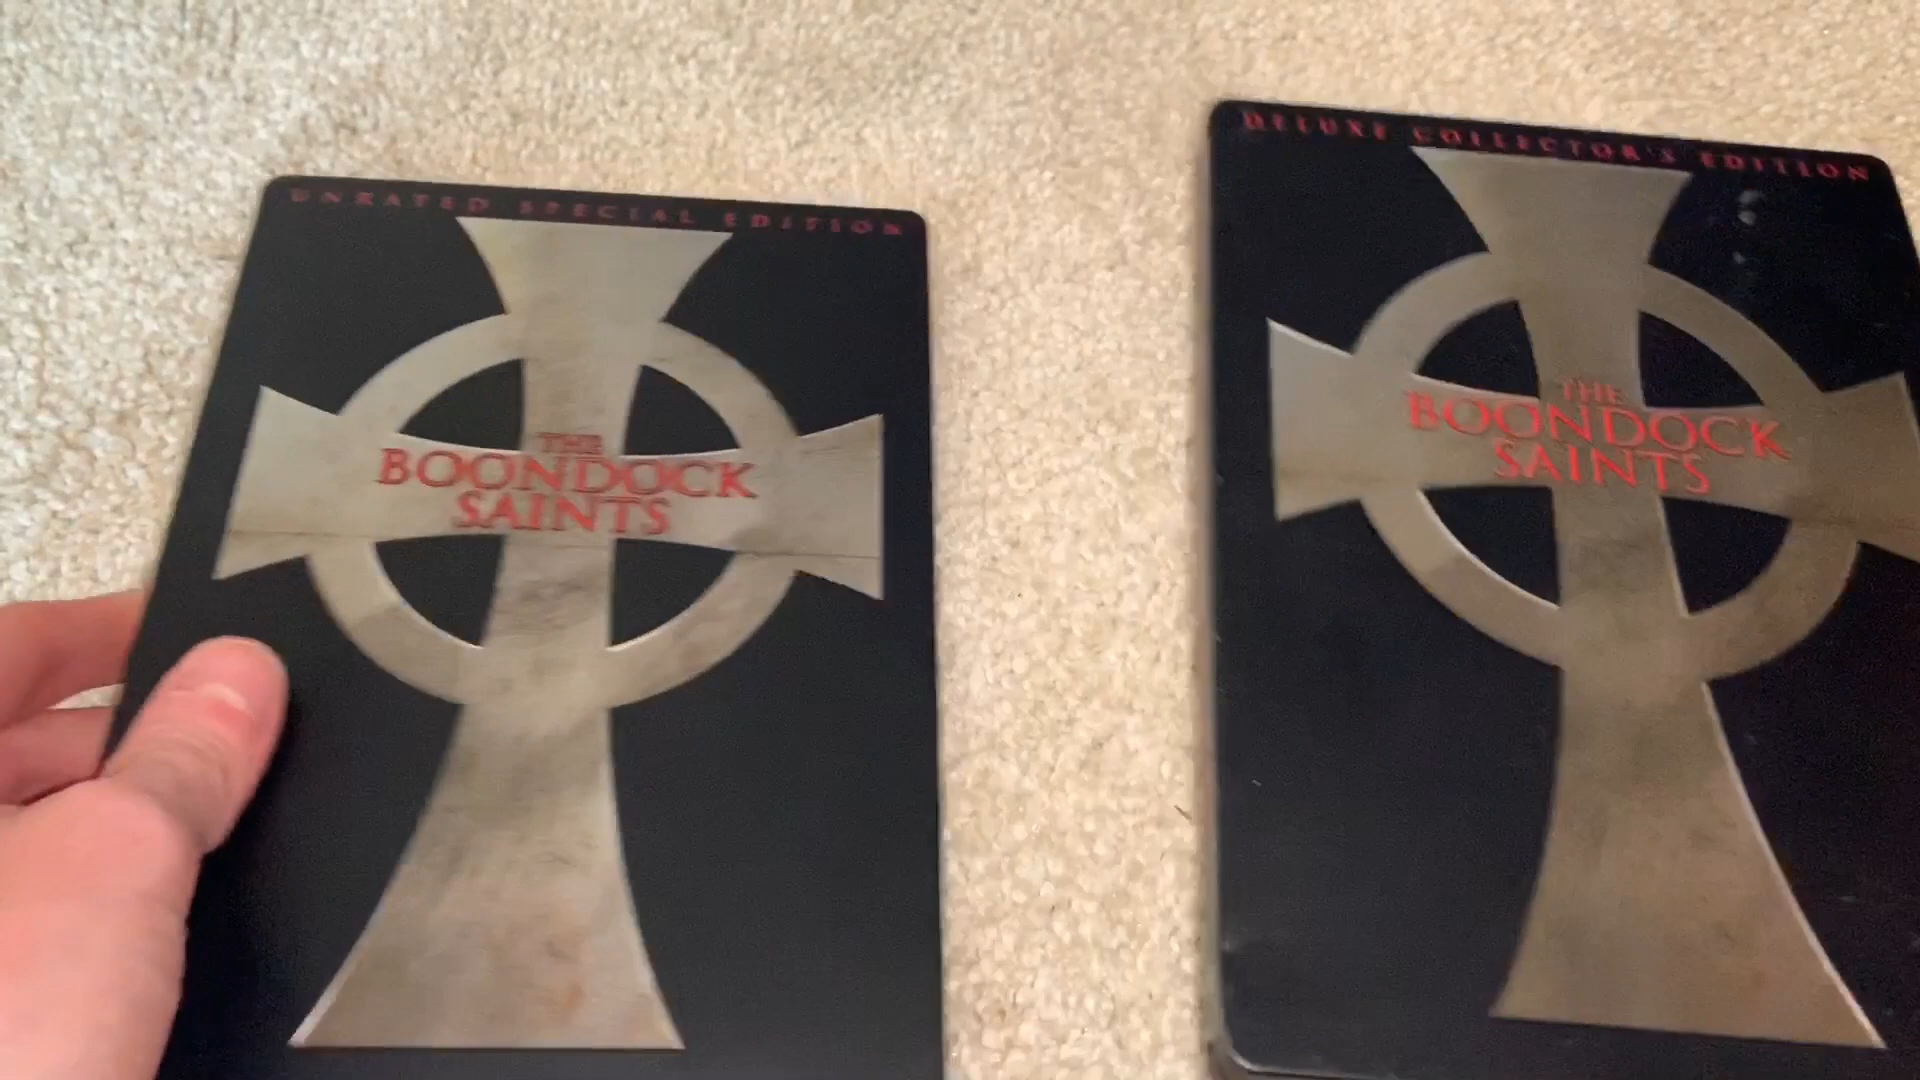 UNRATED SPECIAL EDITION
THE
BOONDOCK
SAINTS
DELUXE COLLECTOR'S EDITION
THE
BOONDOCK
SAINTS